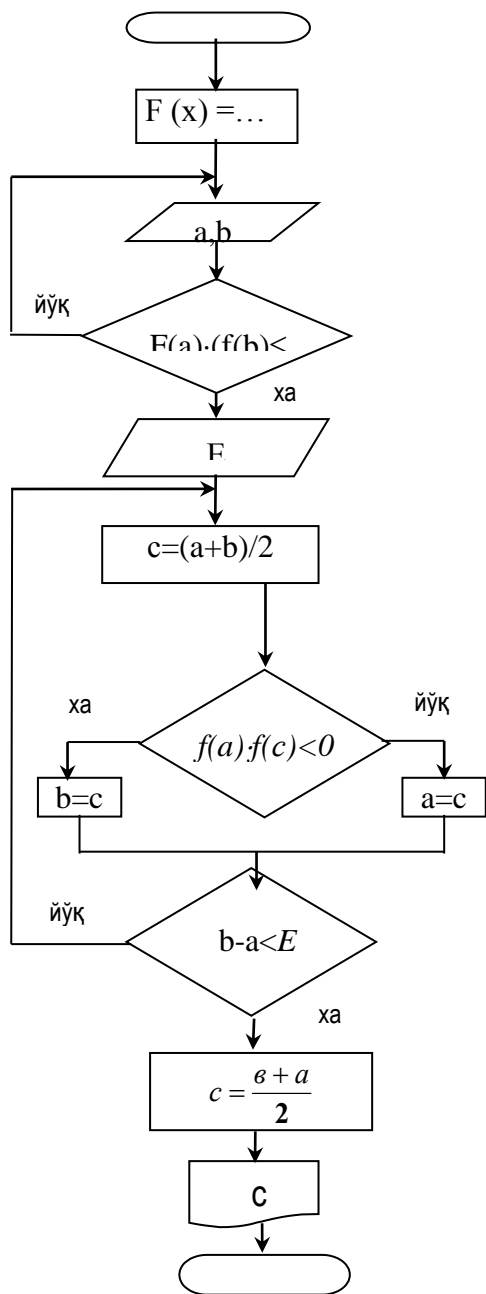 F (x) =…
a,b
йўқ
F(a)·(f(b)<
ха
E
c=(a+b)/2
ха
йўқ
f(a)·f(c)<0
b=c
a=c
йўқ
b-a<E
ха
c = в + a / 2
c